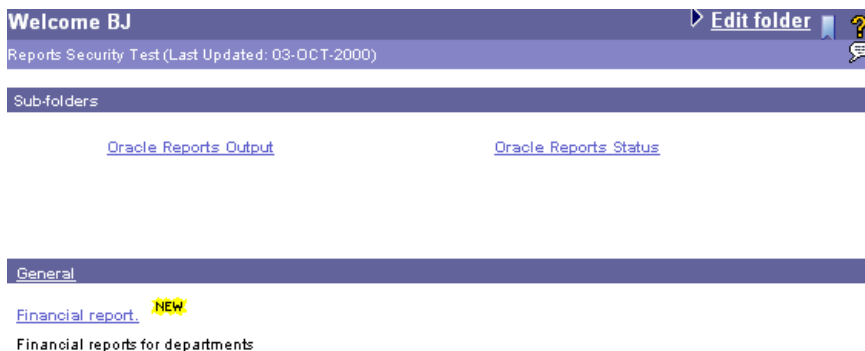 Welcome BJ
Edit folder
Reports Security Test (Last Updated: 03-OCT-2000)
Sub-folders
Oracle Reports Output
Oracle Reports Status
General
Financial report. NEW
Financial reports for departments